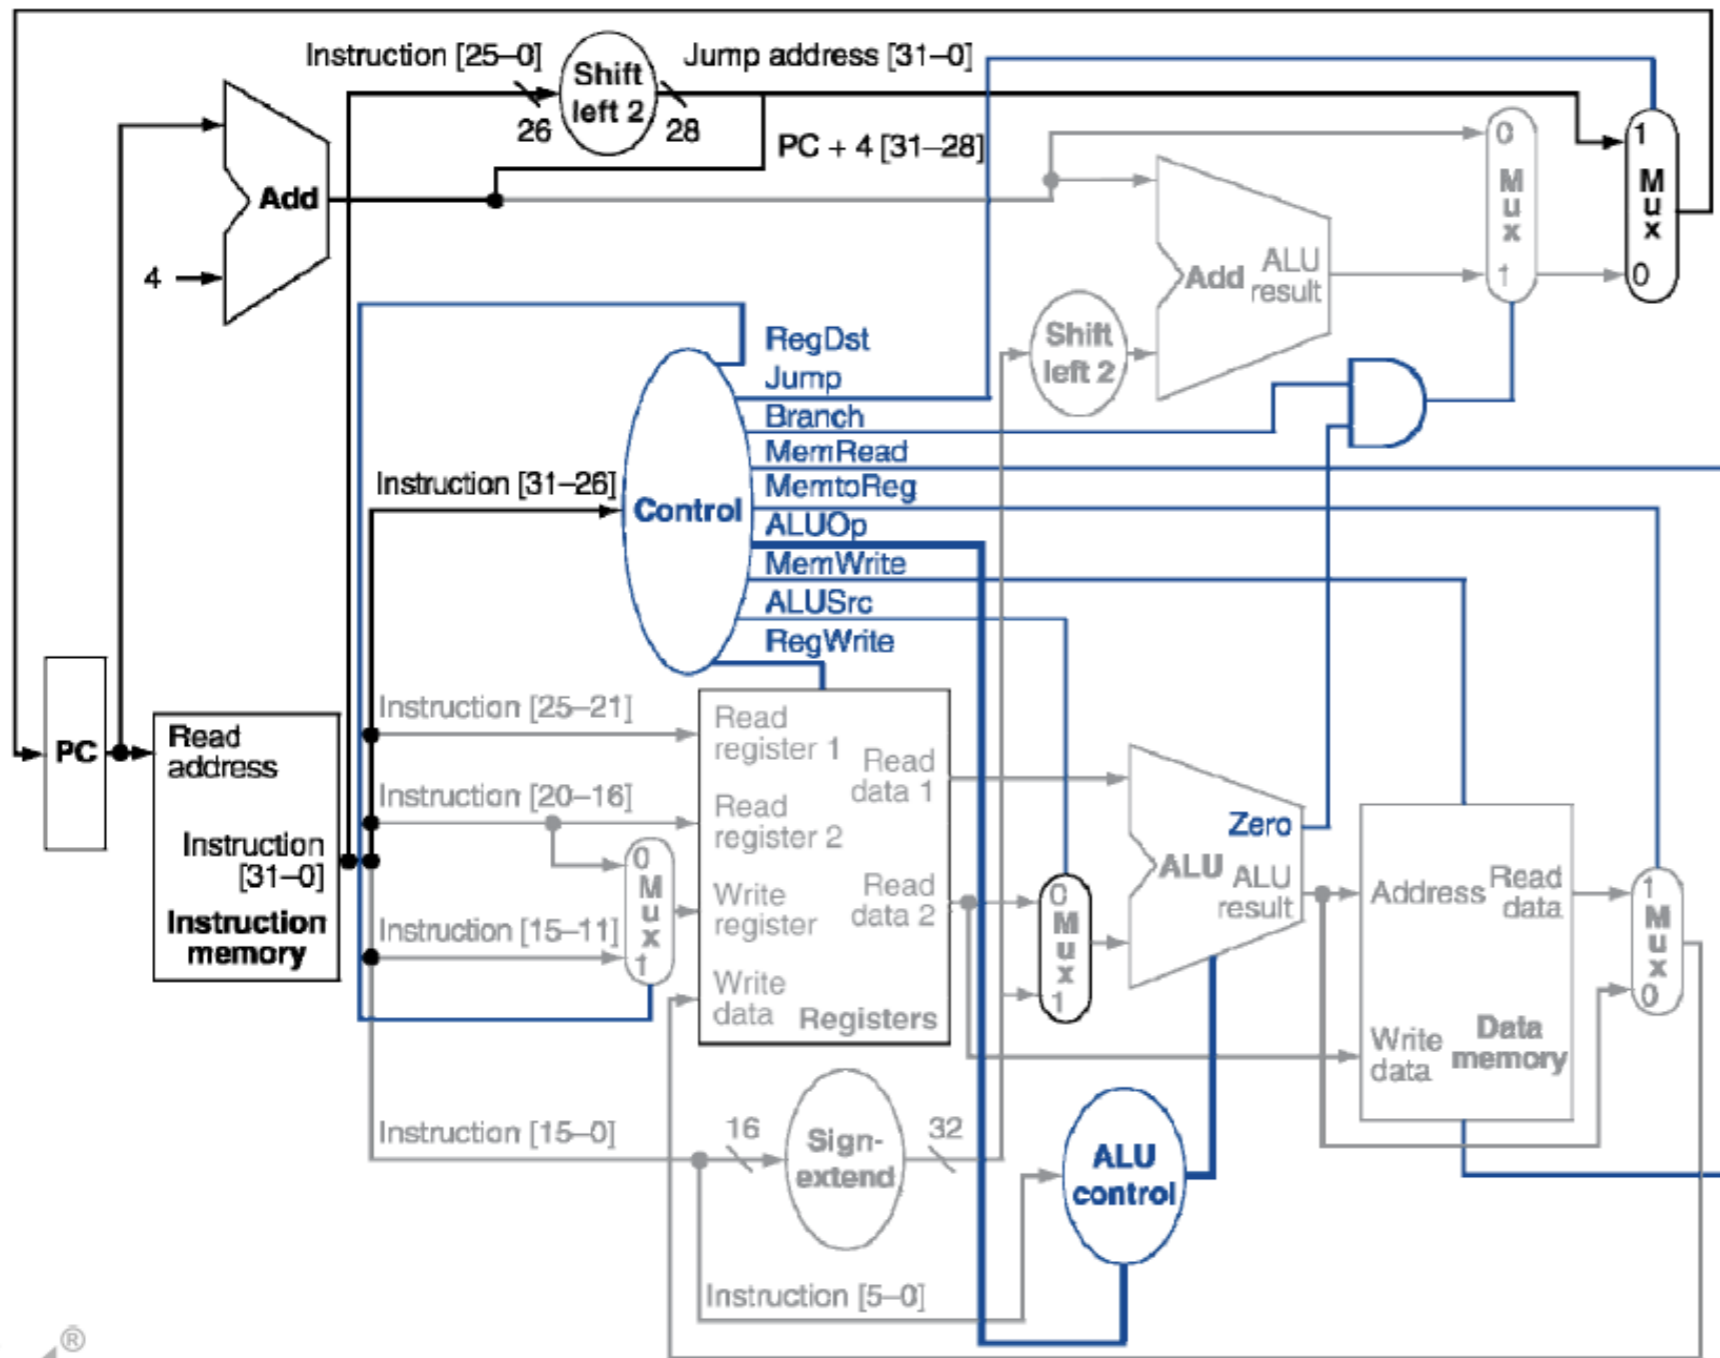 Instruction [25–0]
Shift
left 2
Jump address [31–0]
26
28
PC + 4 [31–28]
Add
4
0
M
u
x
1
1
M
u
x
0
Add
ALU
result
Shift
left 2
RegDst
Jump
Branch
MemRead
MemtoReg
ALUOp
MemWrite
ALUSrc
RegWrite
Instruction [31–26]
Control
PC
Read
address
Instruction
[31–0]
Instruction
memory
Instruction [25–21]
Instruction [20–16]
Instruction [15–11]
0
M
u
x
1
Read
register 1
Read
register 2
Write
register
Write
data
Read
data 1
Read
data 2
Registers
0
M
u
x
1
Zero
ALU
ALU
result
Address
Read
data
Write
data
Data
memory
1
M
u
x
0
Instruction [15–0]
16
Sign-
extend
32
ALU
control
Instruction [5–0]
®